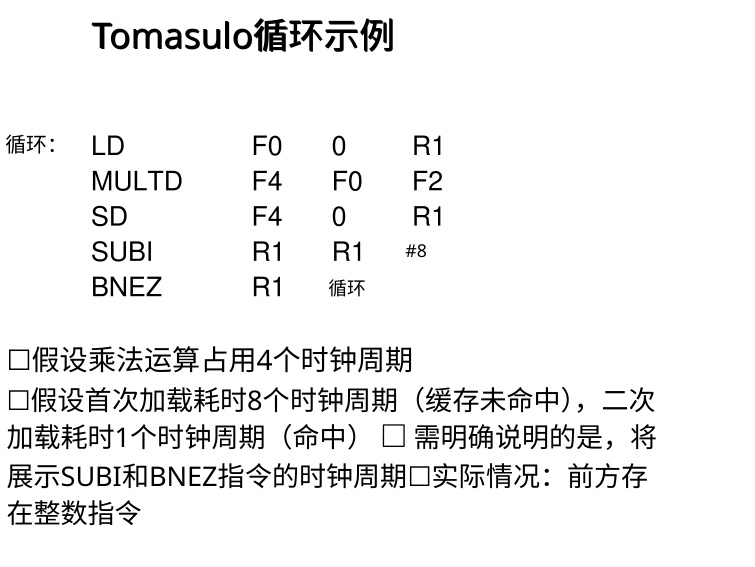 Tomasulo循环示例
循环： LD F0 0 R1
MULTD F4 F0 F2
SD F4 0 R1
SUBI R1 R1 #8
BNEZ R1 循环
□假设乘法运算占用4个时钟周期
□假设首次加载耗时8个时钟周期（缓存未命中），二次
加载耗时1个时钟周期（命中） □ 需明确说明的是，将
展示SUBI和BNEZ指令的时钟周期□实际情况：前方存
在整数指令